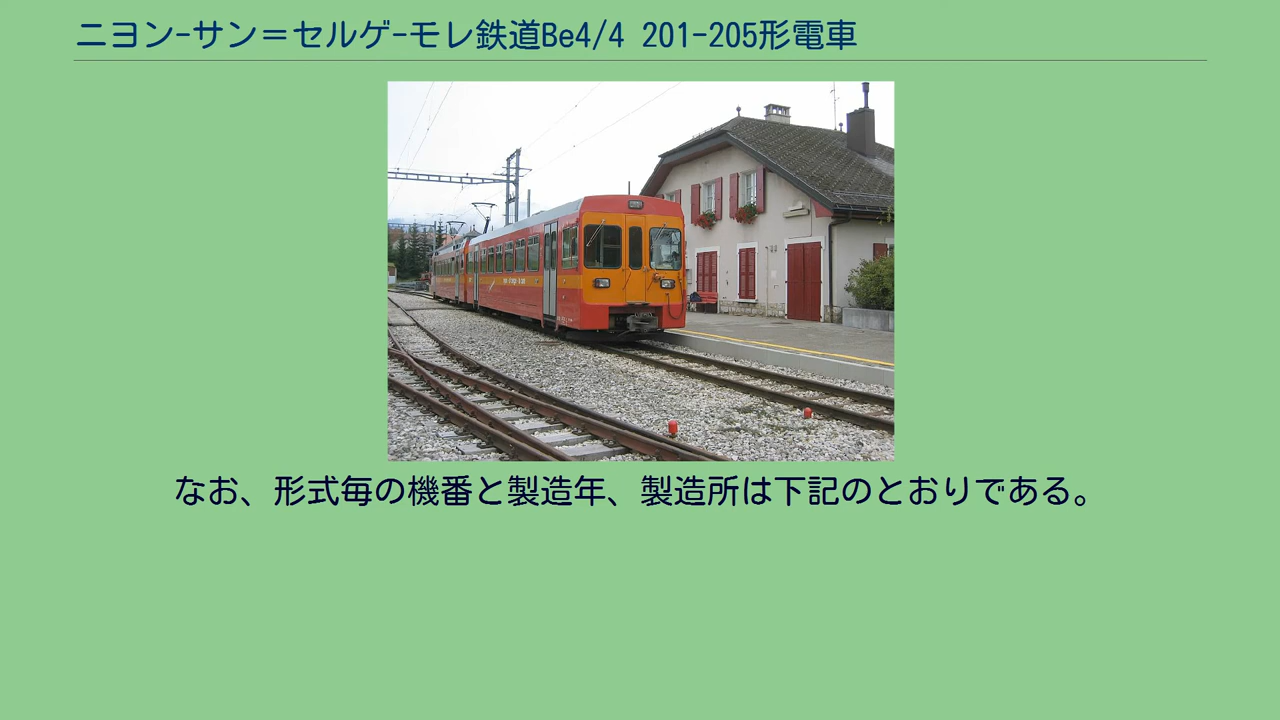 ニヨン-サン＝セルゲ-モレ鉄道Be4/4 201-205形電車
なお、形式毎の機番と製造年、製造所は下記のとおりである。